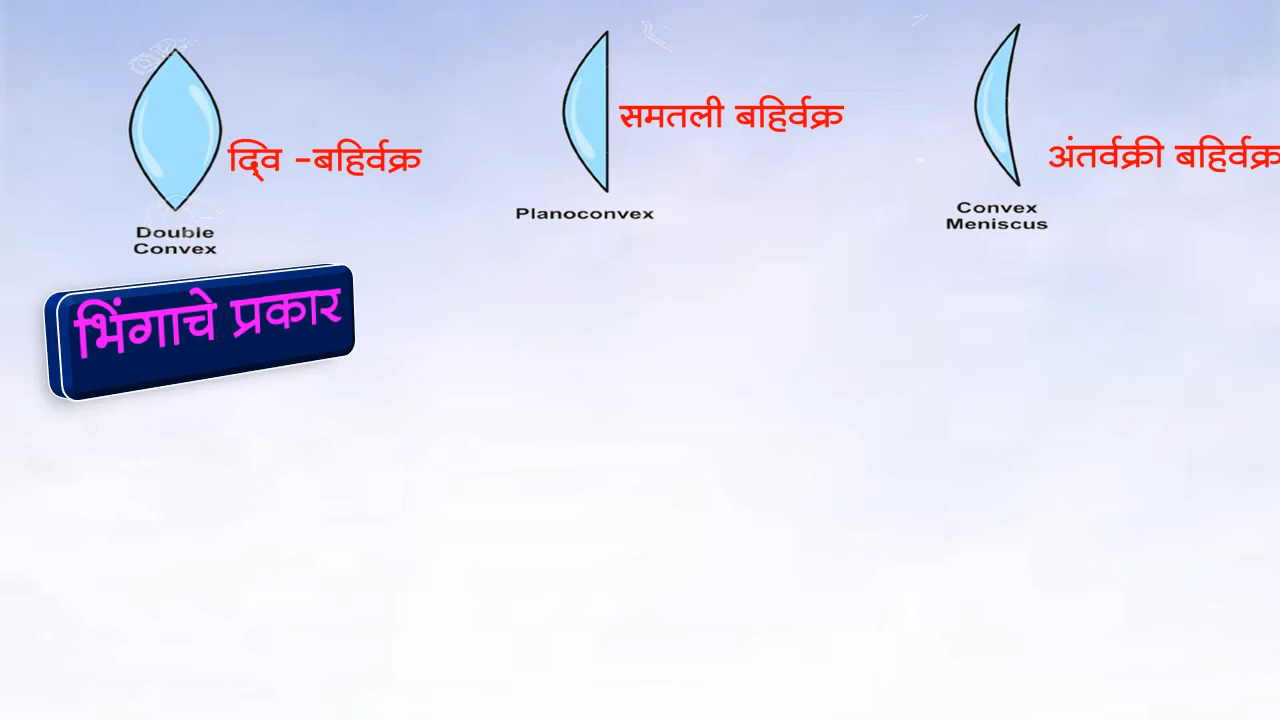 द्वि -बहिर्वक्र
Double
Convex
समतली बहिर्वक्र
Planoconvex
अंतर्वक्री बहिर्वक्र
Convex
Meniscus
भिंगाचे प्रकार